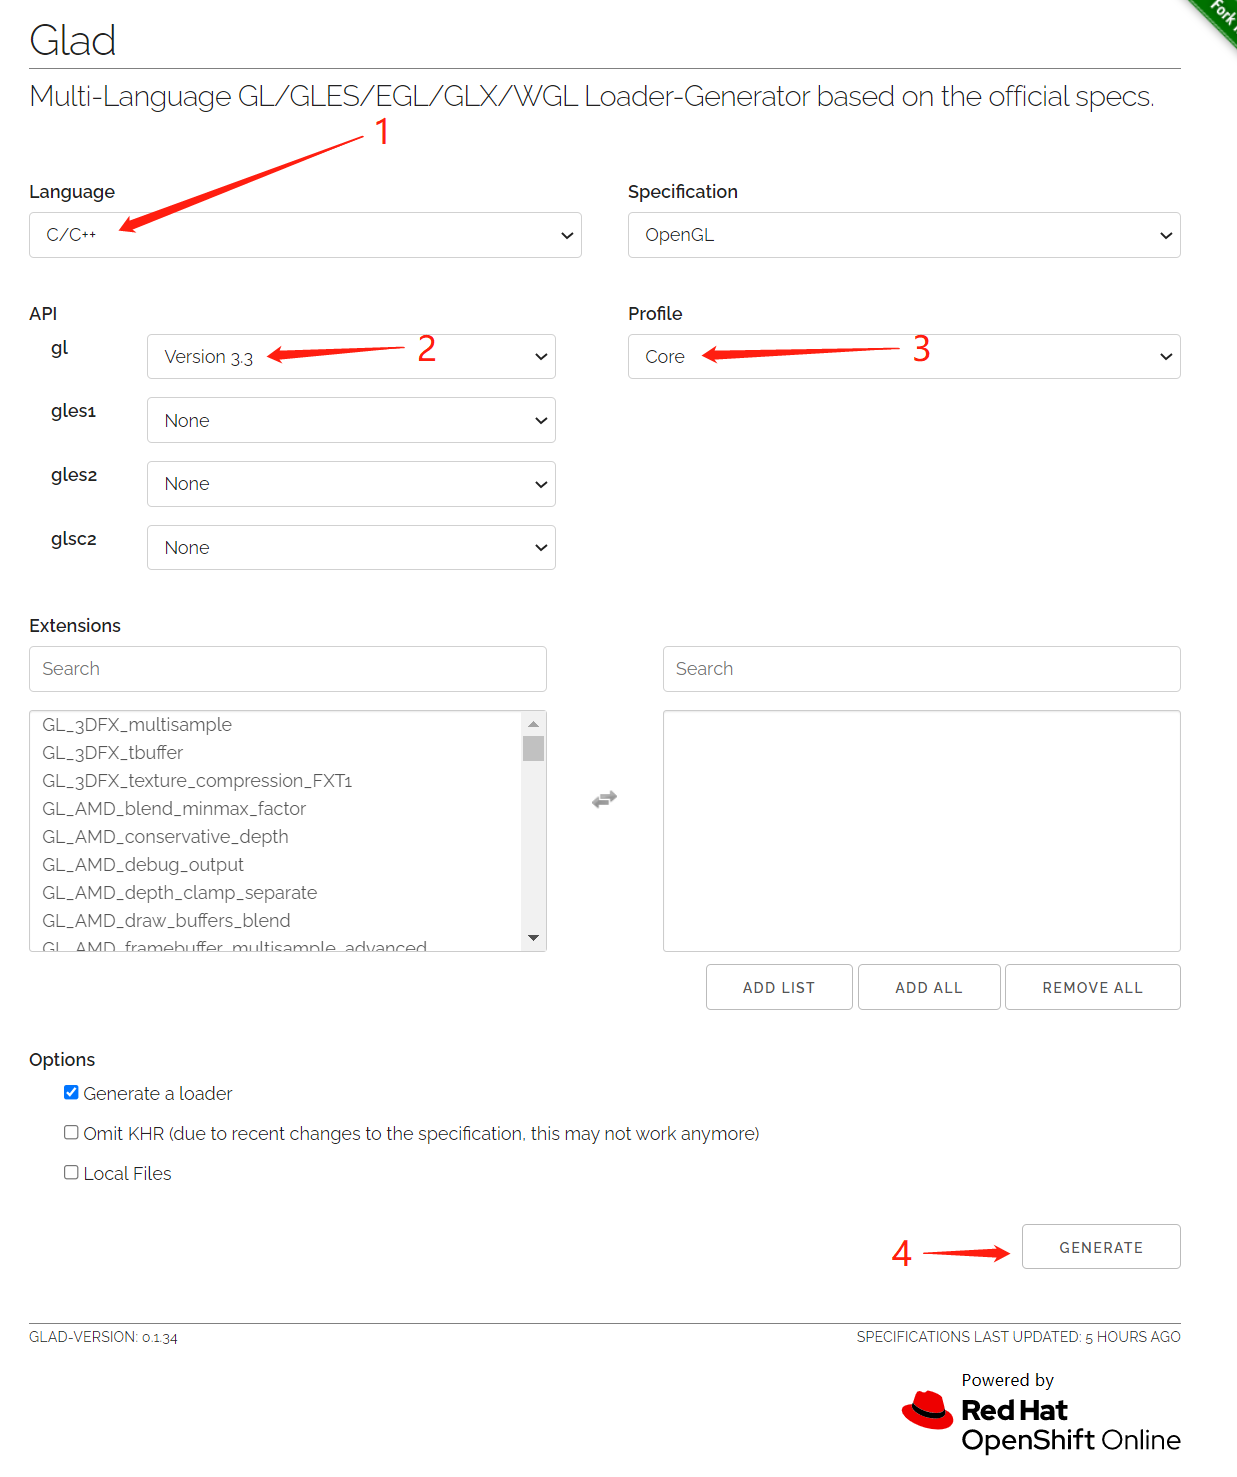 Fork
Glad
Multi-Language GL/GLES/EGL/GLX/WGL Loader-Generator based on the official specs.
1
Language
Specification
C/C++
OpenGL
API
Profile
gl
Version 3.3
2
Core
3
gles1
None
gles2
None
glsc2
None
Extensions
Search
Search
GL_3DFX_multisample
GL_3DFX_tbuffer
GL_3DFX_texture_compression_FXT1
GL_AMD_blend_minmax_factor
GL_AMD_conservative_depth
GL_AMD_debug_output
GL_AMD_depth_clamp_separate
GL_AMD_draw_buffers_blend
GL_AMD_framebuffer_multisample_advanced
ADD LIST
ADD ALL
REMOVE ALL
Options
Generate a loader
Omit KHR (due to recent changes to the specification, this may not work anymore)
Local Files
4
GENERATE
GLAD-VERSION: 0.1.34
SPECIFICATIONS LAST UPDATED: 5 HOURS AGO
Powered by
Red Hat
OpenShift Online